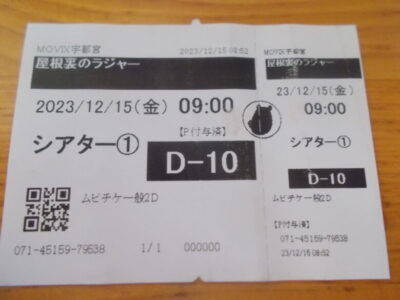 MOVIX宇都宮
2023/12/15 08:52
屋根裏のラジャー
2023/12/15(金) 09:00
【P付与済】
シアター①
D-10
ムビチケ一般2D
071-45159-79538
1/1
000000
MOVIX宇都宮
屋根裏のラジャー
23/12/15(金)
09:00
シアター①
D-10
ムビチケ一般2D
【P付与済】
071-45159-79538
23/12/15 08:52